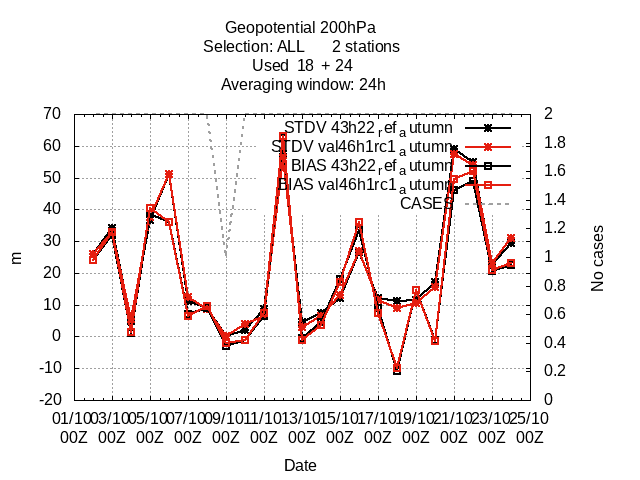 Geopotential 200hPa
Selection: ALL 2 stations
Used 18 + 24
Averaging window: 24h
STDV 43h22_ref_autumn
STDV val46h1rc1_autumn
BIAS 43h22_ref_autumn
BIAS val46h1rc1_autumn
CASES
m
70
60
50
40
30
20
10
0
-10
-20
No cases
2
1.8
1.6
1.4
1.2
1
0.8
0.6
0.4
0.2
0
01/10 03/10 05/10 07/10 09/10 11/10 13/10 15/10 17/10 19/10 21/10 23/10 25/10
00Z 00Z 00Z 00Z 00Z 00Z 00Z 00Z 00Z 00Z 00Z 00Z 00Z
Date